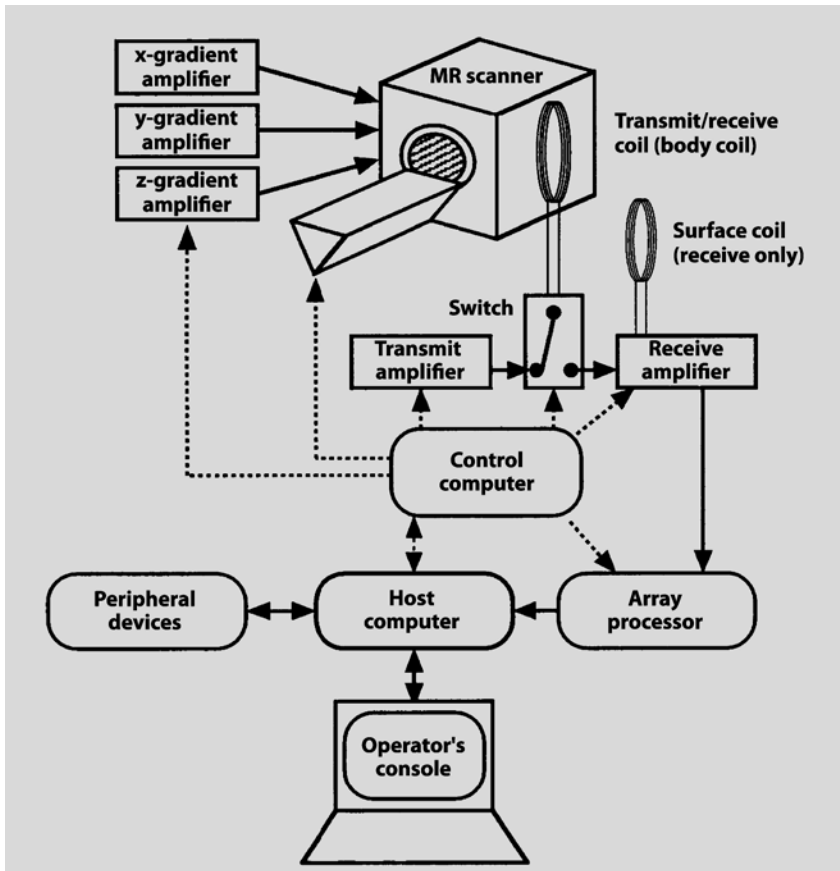 x-gradient
amplifier
MR scanner
y-gradient
amplifier
Transmit/receive
coil (body coil)
z-gradient
amplifier
Surface coil
(receive only)
Switch
Transmit
amplifier
Receive
amplifier
Control
computer
Peripheral
devices
Host
computer
Array
processor
Operator's
console